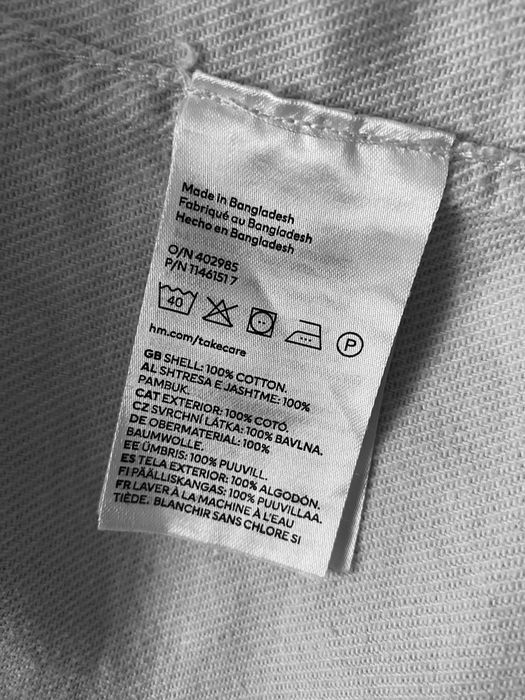 Made in Bangladesh
Fabriqué au Bangladesh
Hecho en Bangladesh
O/N 402985
P/N 1146151 7
40
P
hm.com/takecare
GB SHELL: 100% COTTON.
AL SHTRESA E JASHTME: 100%
PAMBUK.
CAT EXTERIOR: 100% COTÓ.
CZ SVRCHNÍ LÁTKA: 100% BAVLNA.
DE OBERMATERIAL: 100%
BAUMWOLLE.
EE ÜMBRIS: 100% PUUVILL.
ES TELA EXTERIOR: 100% ALGODÓN.
FI PÄÄLLISKANGAS: 100% PUUVILLAA.
FR LAVER À LA MACHINE À L'EAU
TIÈDE. BLANCHIR SANS CHLORE SI